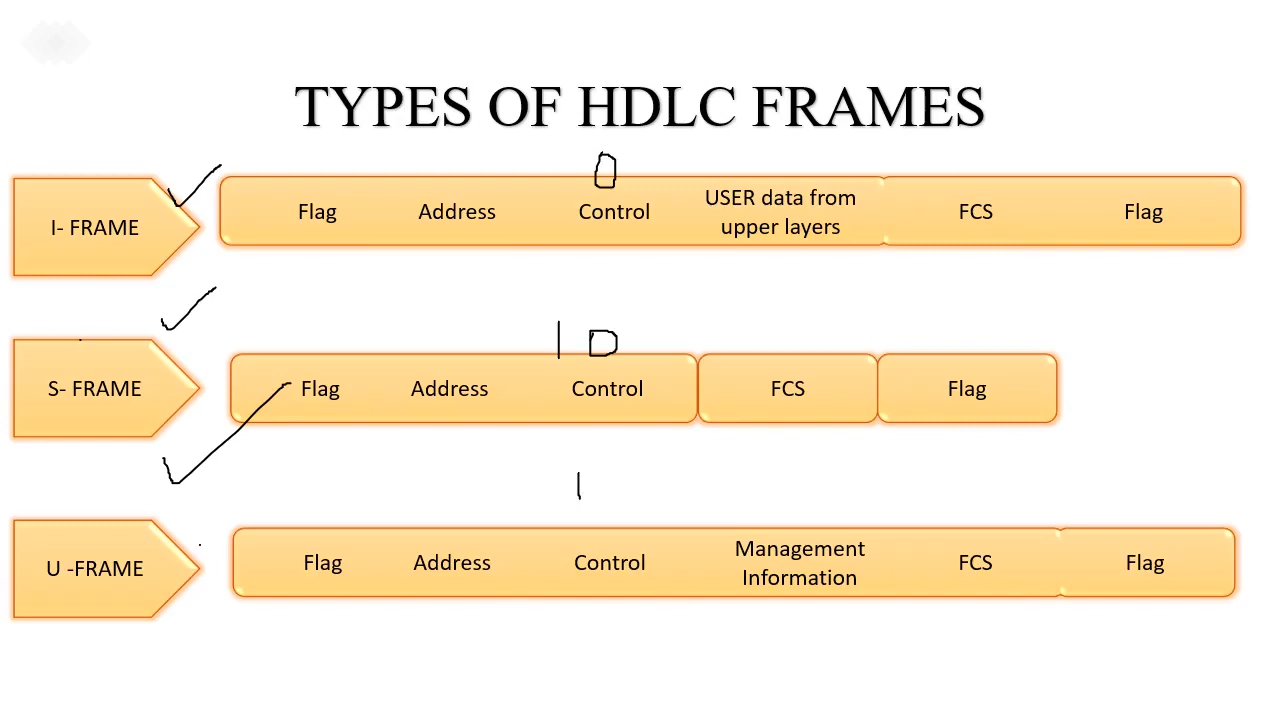 TYPES OF HDLC FRAMES
0
I- FRAME
Flag Address Control USER data from upper layers FCS Flag
1 0
S- FRAME
Flag Address Control FCS Flag
1
U -FRAME
Flag Address Control Management Information FCS Flag